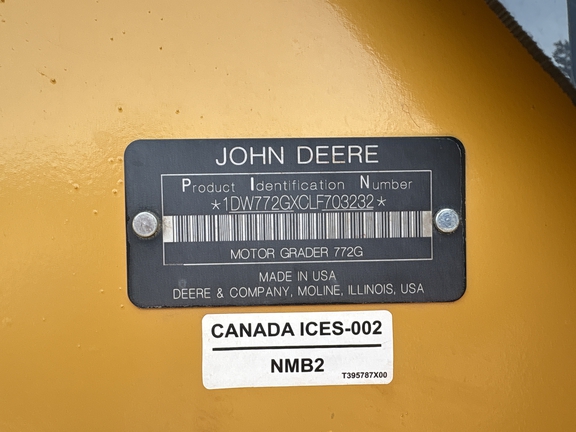 JOHN DEERE
Product Identification Number
*1DW772GXCLF703232*
MOTOR GRADER 772G
MADE IN USA
DEERE & COMPANY, MOLINE, ILLINOIS, USA
CANADA ICES-002
NMB2
T395787X00